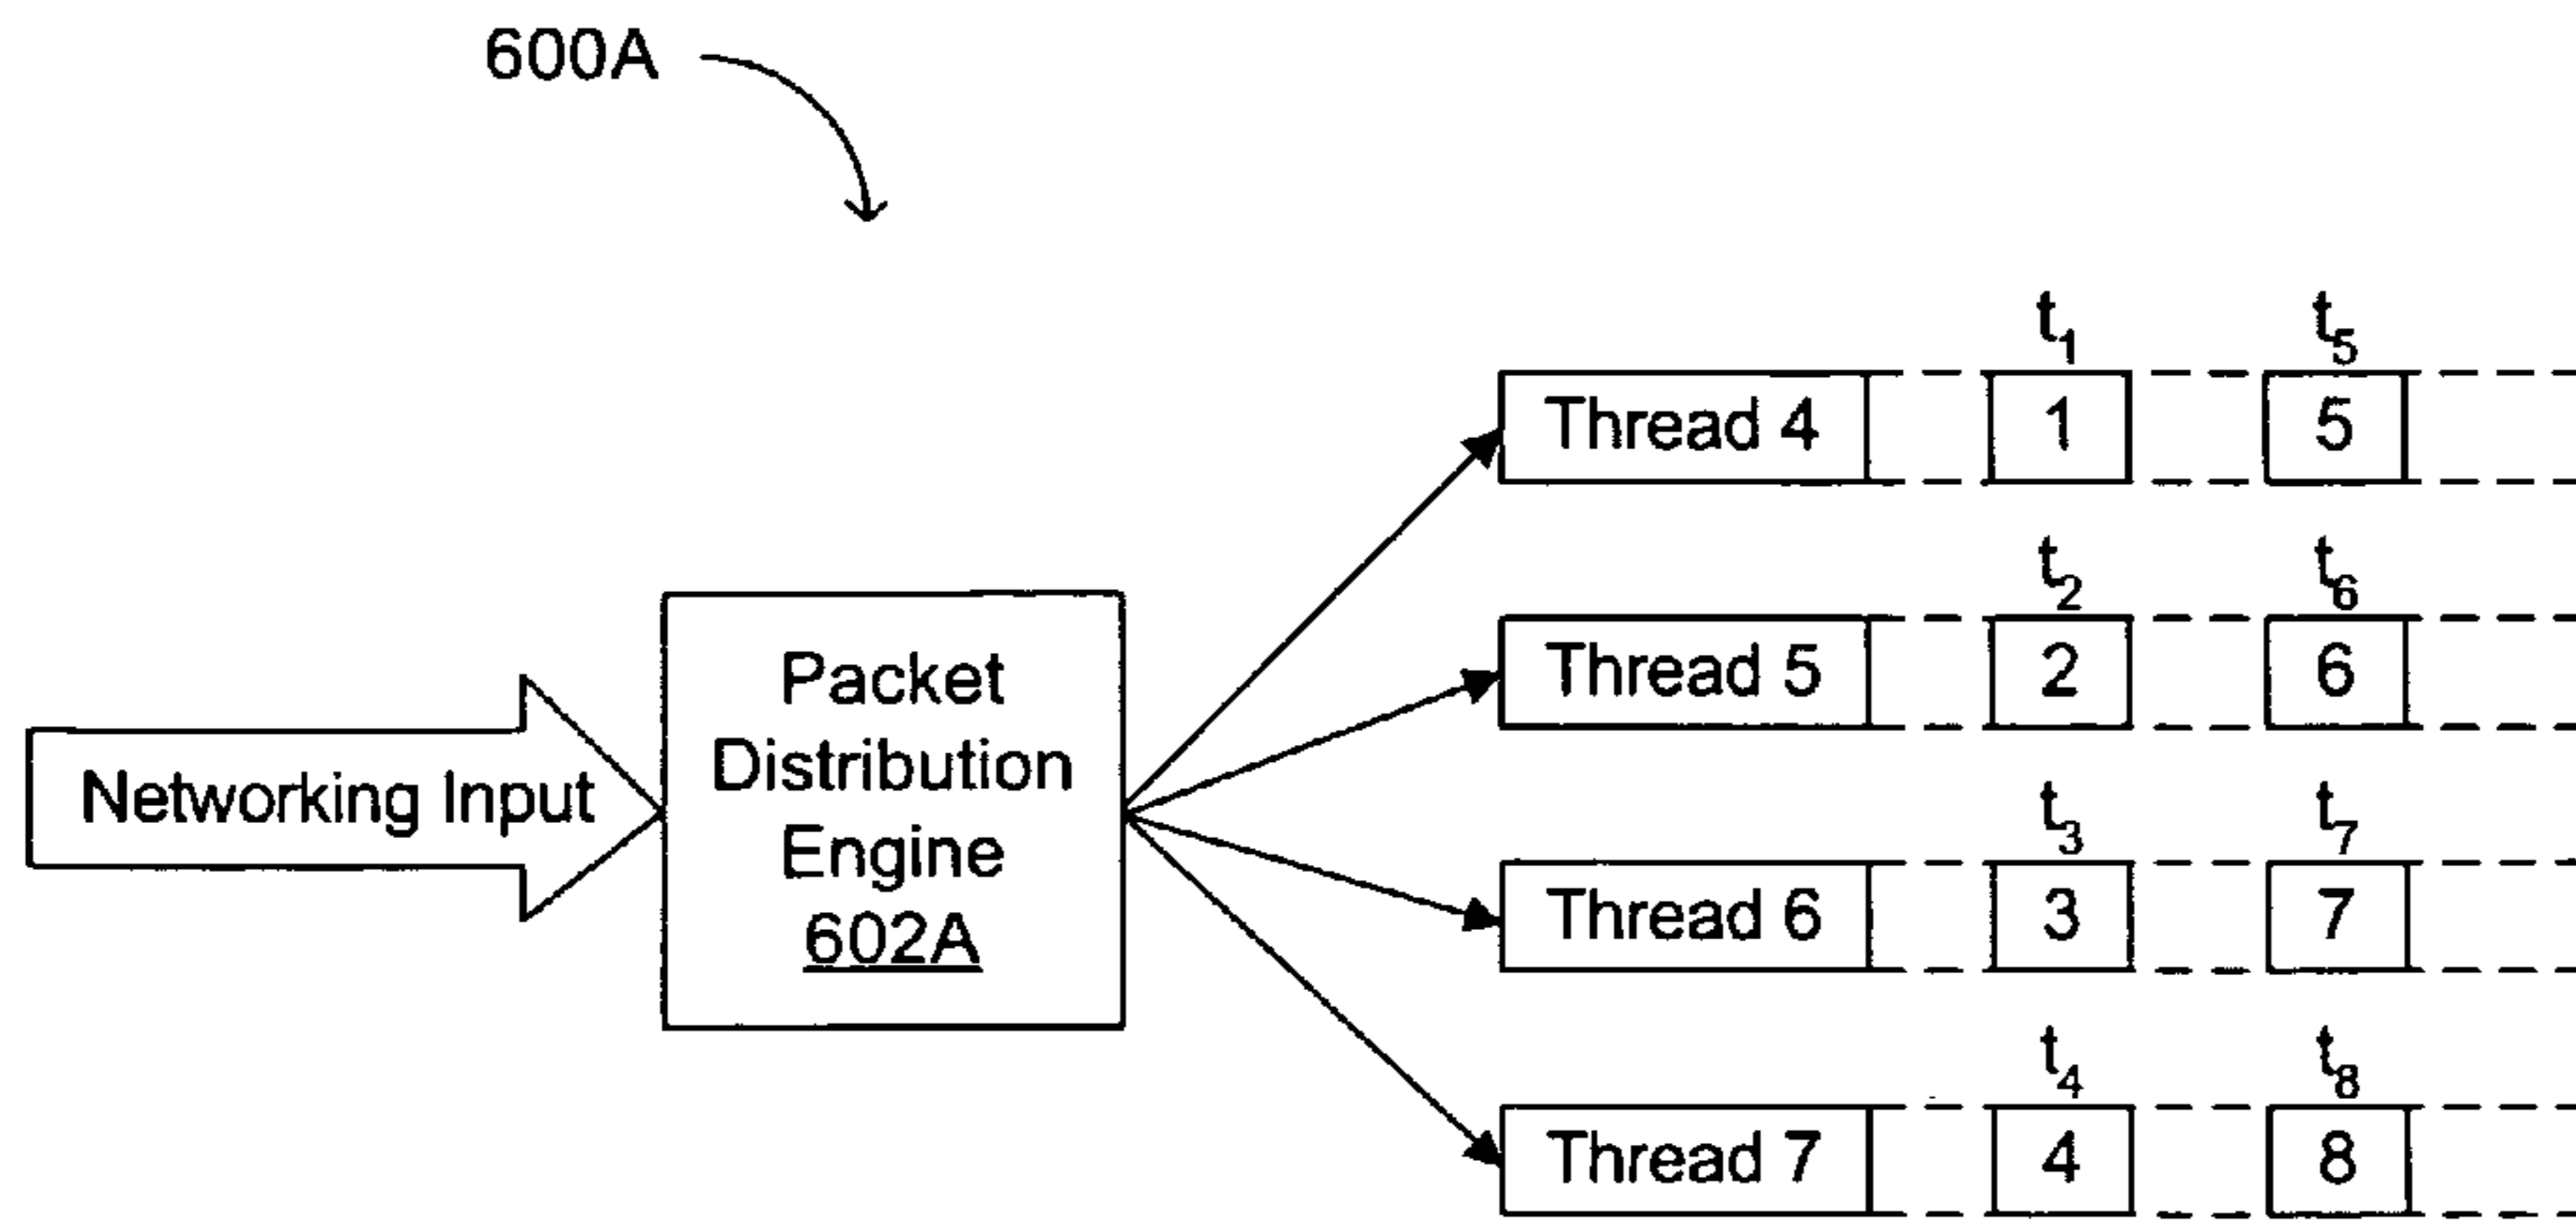 600A
Networking Input
Packet
Distribution
Engine
602A
t1 t5
Thread 4 1 5
t2 t6
Thread 5 2 6
t3 t7
Thread 6 3 7
t4 t8
Thread 7 4 8